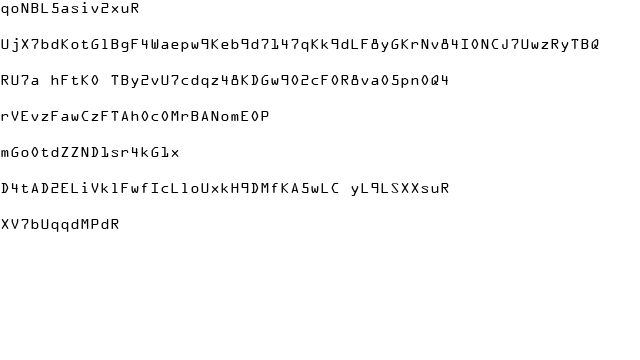 qoNBL5asiv2xuR
UjX7bdKotG1BgF4Waepw9Keb9d7147qKk9dLF8yGKrNv84I0NCJ7UwzRyTBQ
RU7a hFtK0 TBy2vU7cdqz48KDGw902cF0R8va05pn0Q4
rVEvzFawCzFTAh0c0MrBANomE0P
mGo0tdZZND1sr4kG1x
D4tAD2ELiVk1FwfIcL1oUxkH9DMfKA5wLC yL9LSXXsuR
XV7bUqqdMPdR